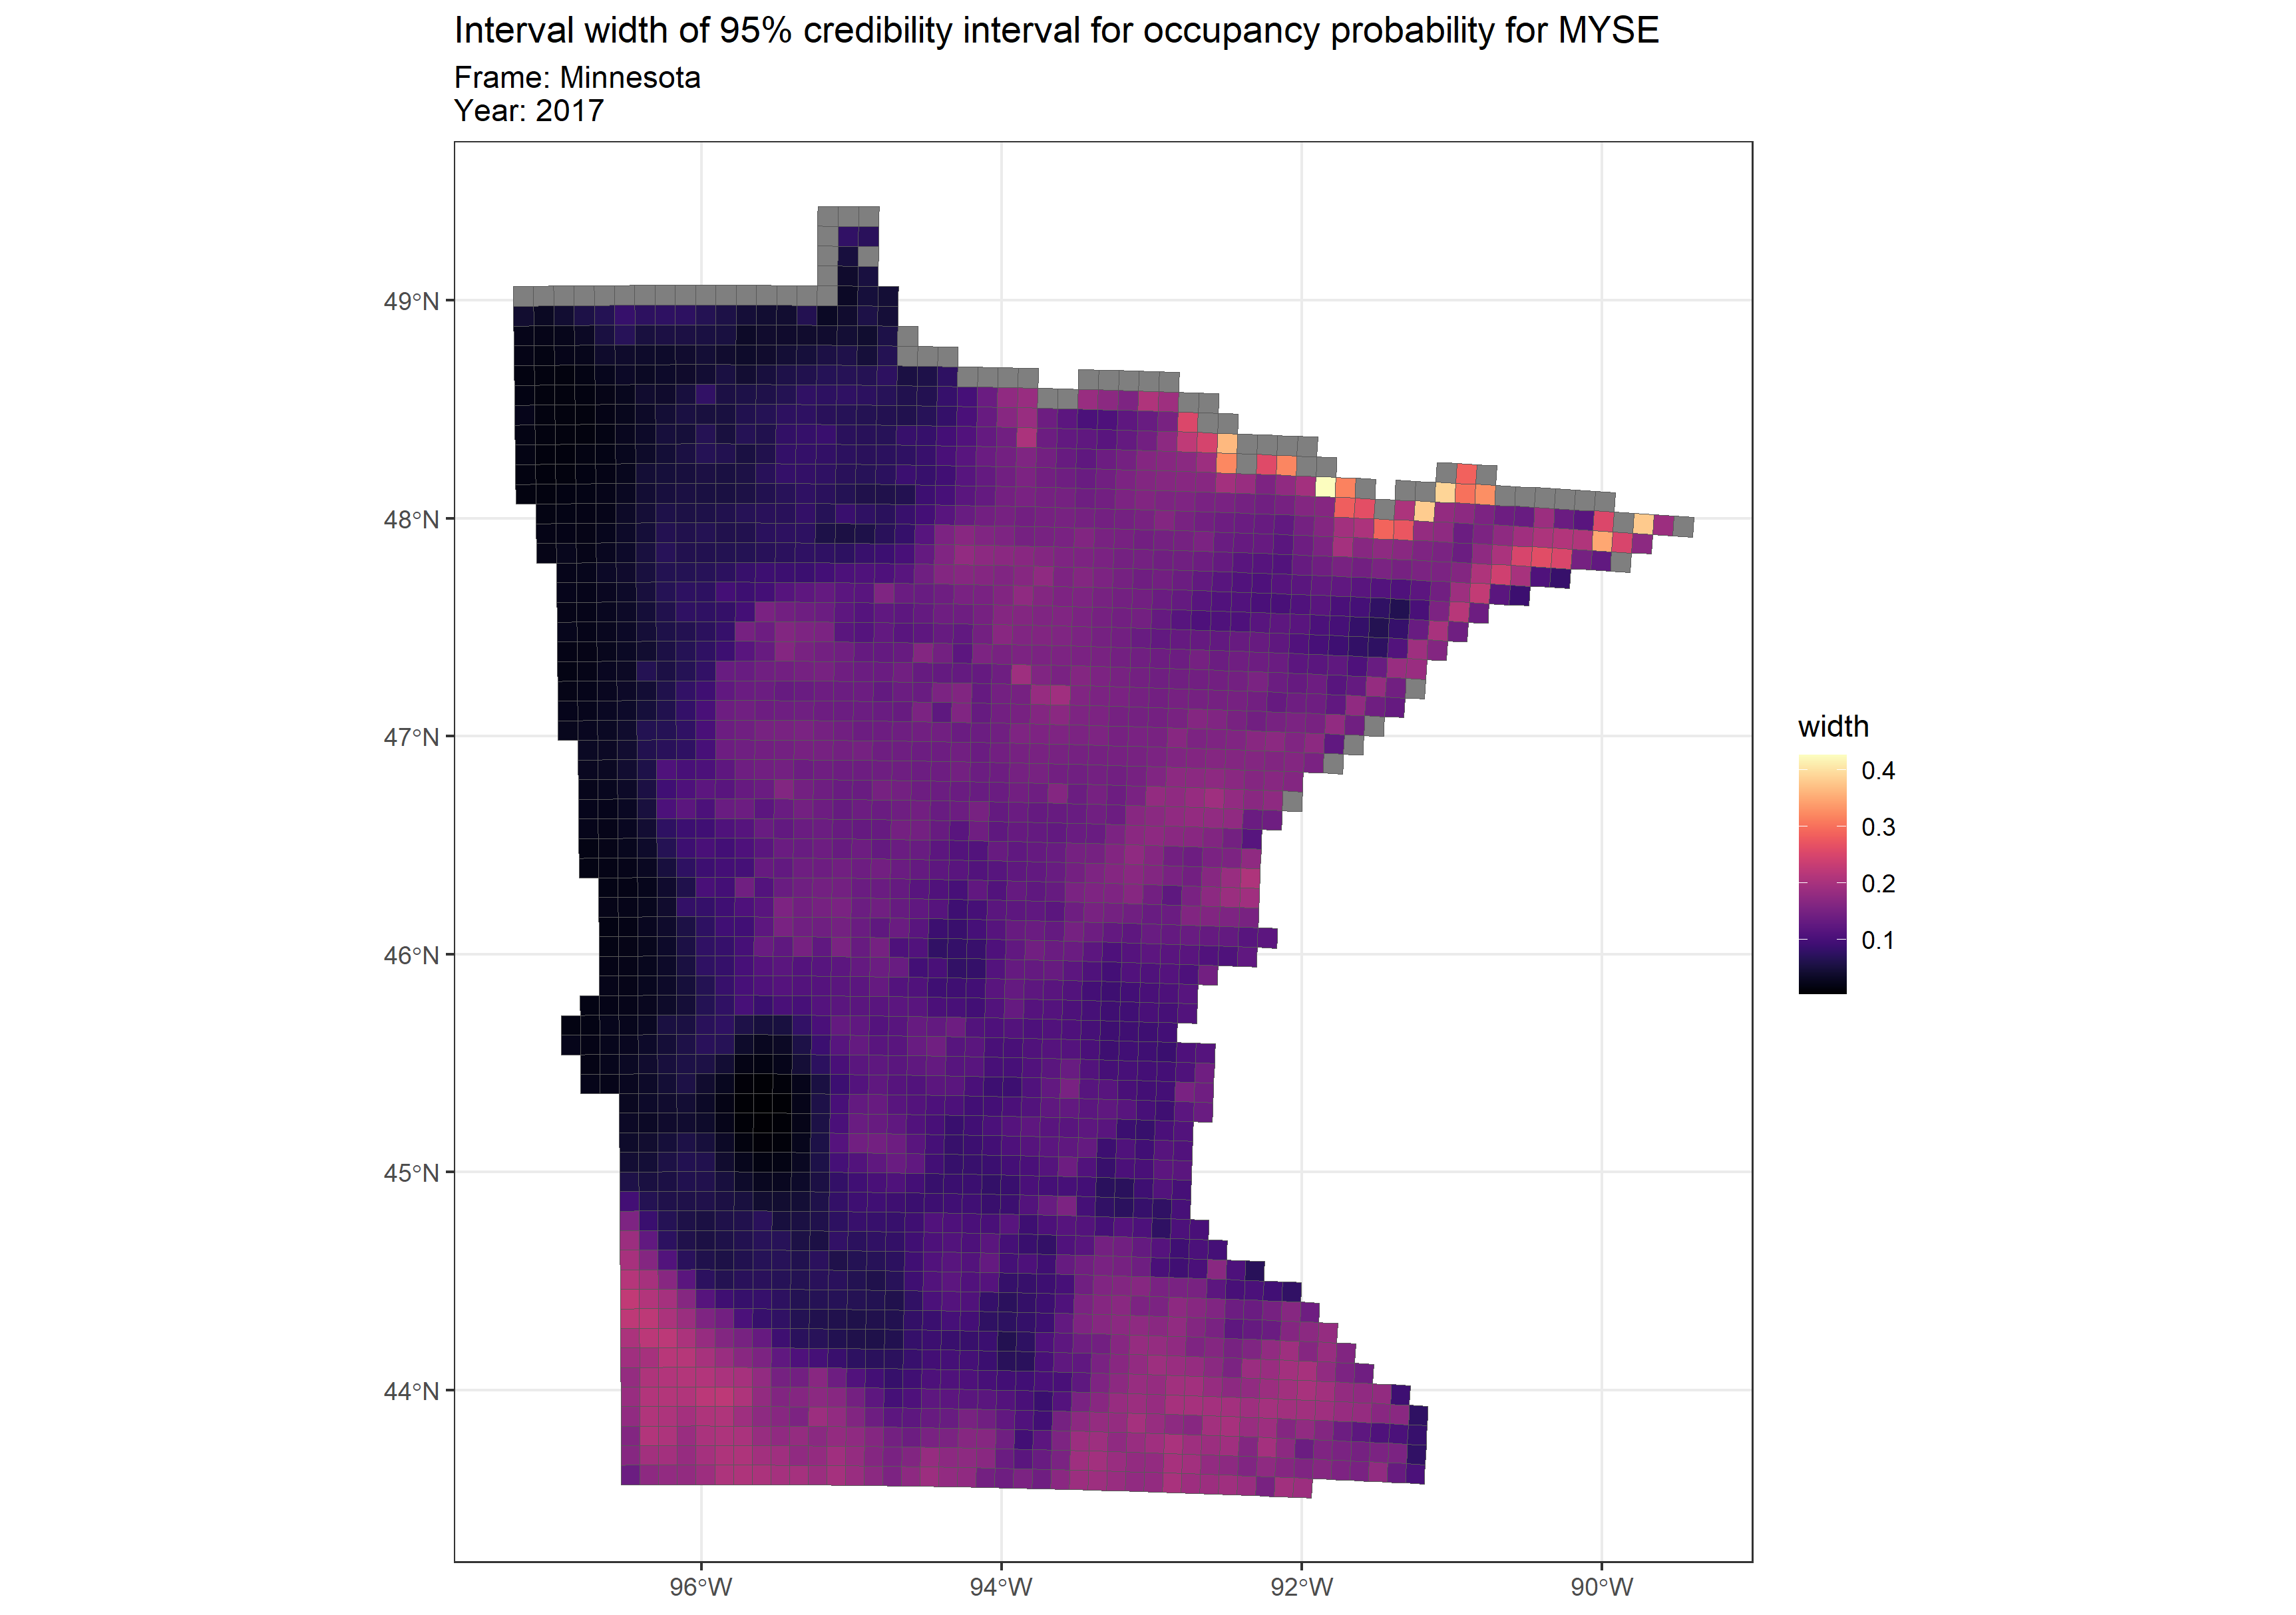 Interval width of 95% credibility interval for occupancy probability for MYSE
Frame: Minnesota
Year: 2017
49°N
48°N
47°N
46°N
45°N
44°N
96°W
94°W
92°W
90°W
width
0.4
0.3
0.2
0.1